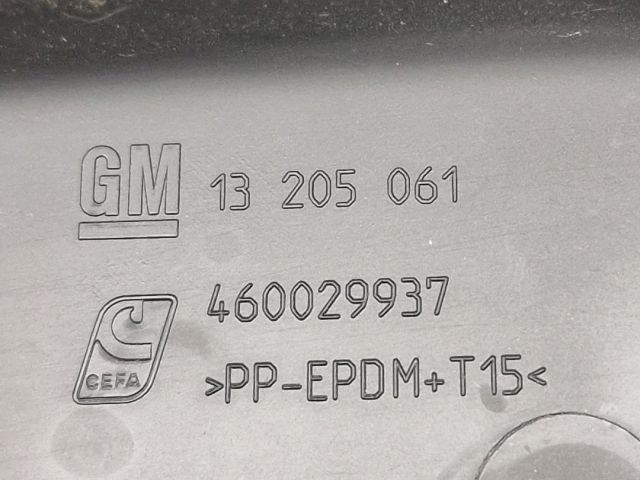 GM 13 205 061
460029937
CEFA >PP-EPDM+T15<